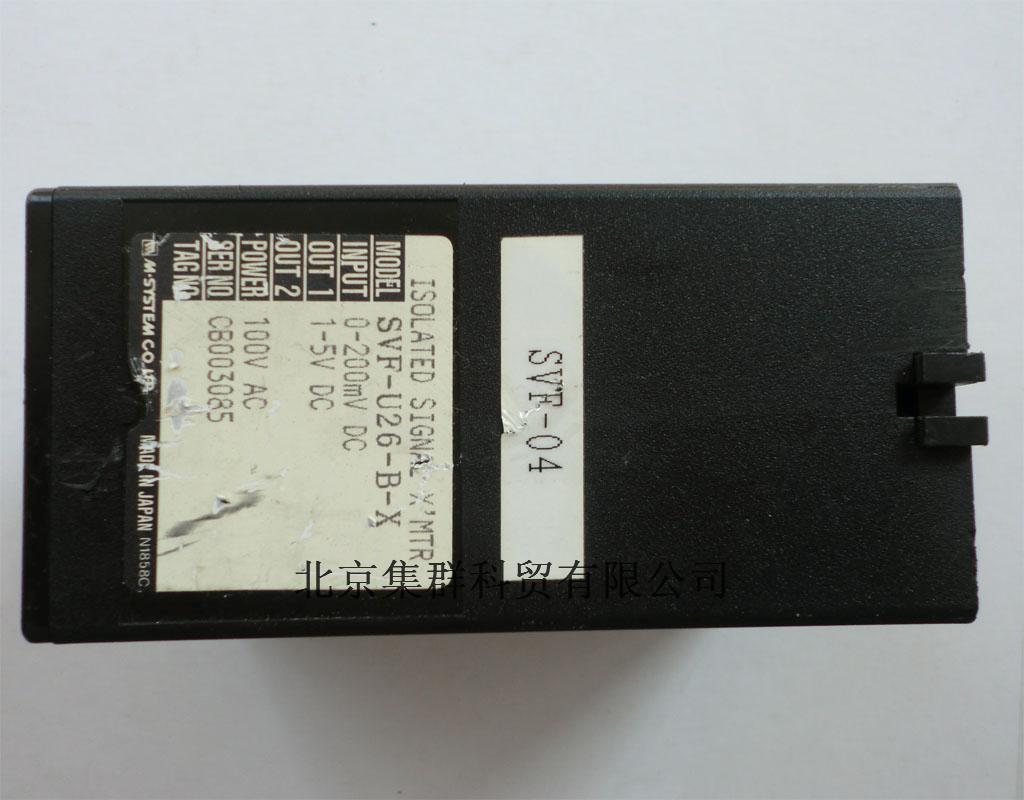 ISOLATED SIGNAL X'MTR
MODEL SVF-U26-B-X
INPUT 0-200mV DC
OUT 1 1-5V DC
OUT 2
POWER 100V AC
SER NO CB003085
TAG NO.
M-SYSTEM CO., LTD. MADE IN JAPAN N1858C
SVF-04
北京集群科贸有限公司